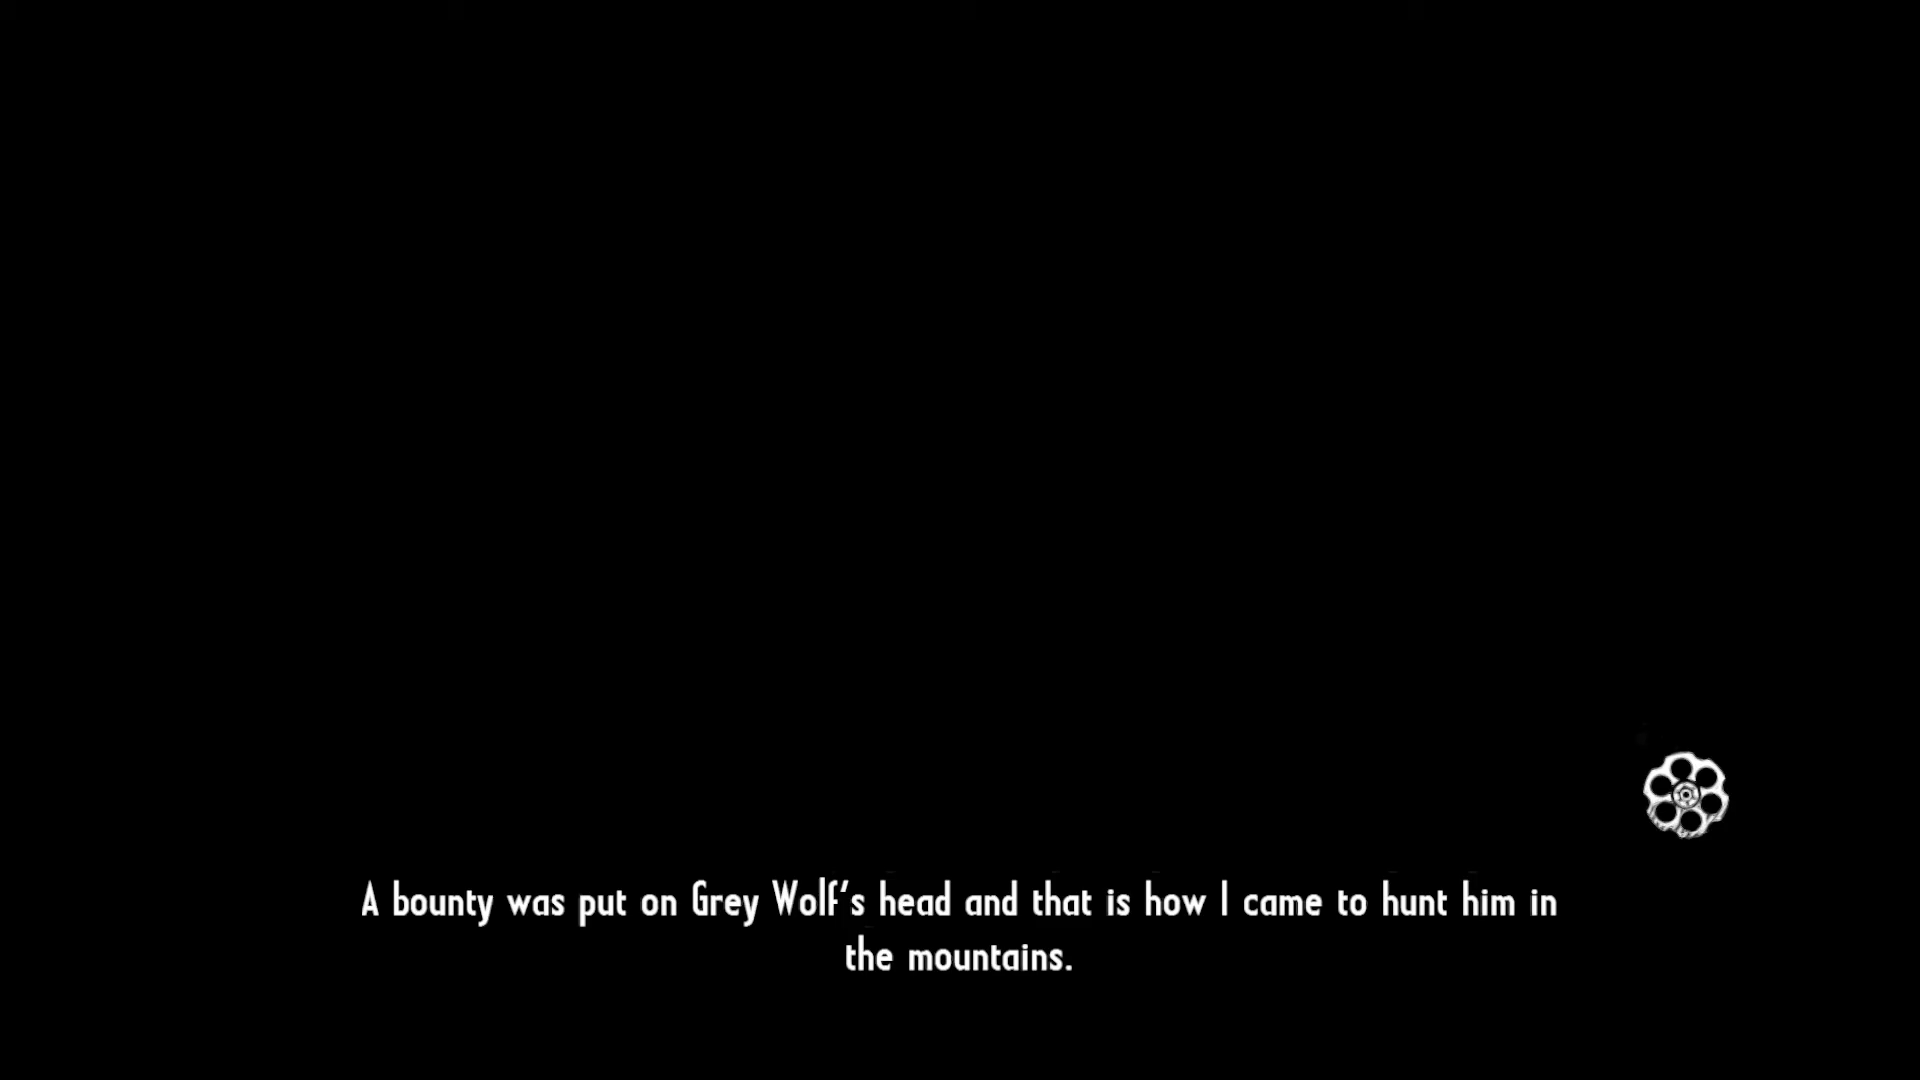 A bounty was put on Grey Wolf's head and that is how I came to hunt him in
the mountains.